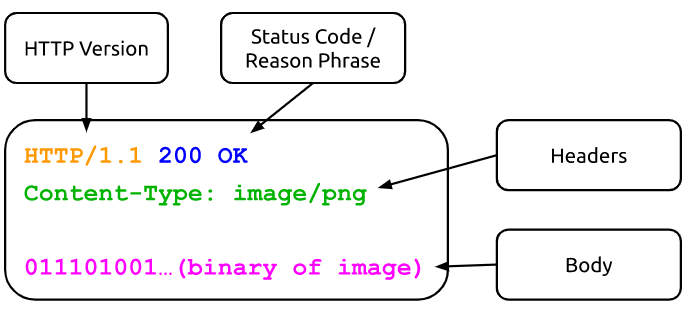 HTTP Version
Status Code /
Reason Phrase
HTTP/1.1 200 OK
Content-Type: image/png
Headers
011101001…(binary of image)
Body